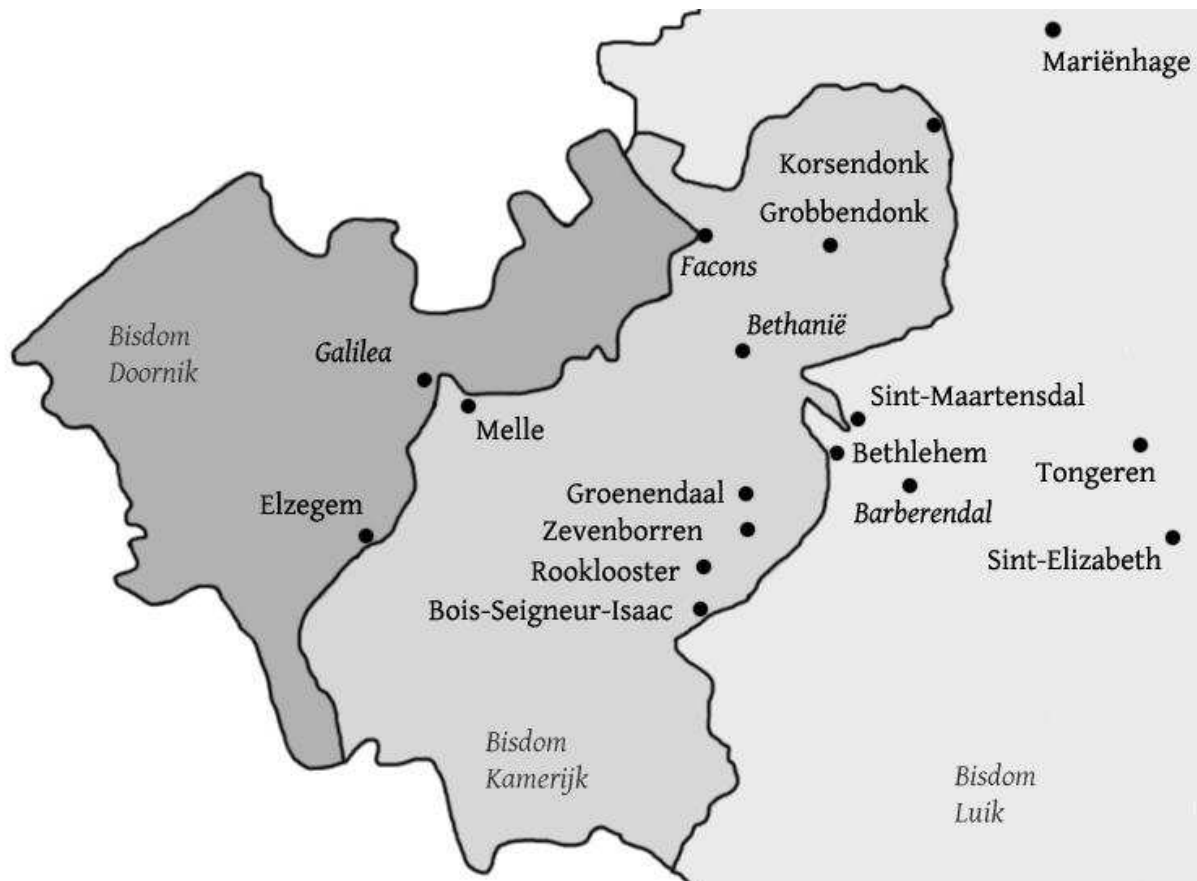 Mariënhage
Korsendonk
Grobbendonk
Facons
Bethanië
Bisdom
Doornik
Galilea
Sint-Maartensdal
Melle
Bethlehem
Tongeren
Groenendaal
Barberendal
Elzegem
Zevenborren
Sint-Elizabeth
Rooklooster
Bois-Seigneur-Isaac
Bisdom
Kamerijk
Bisdom
Luik